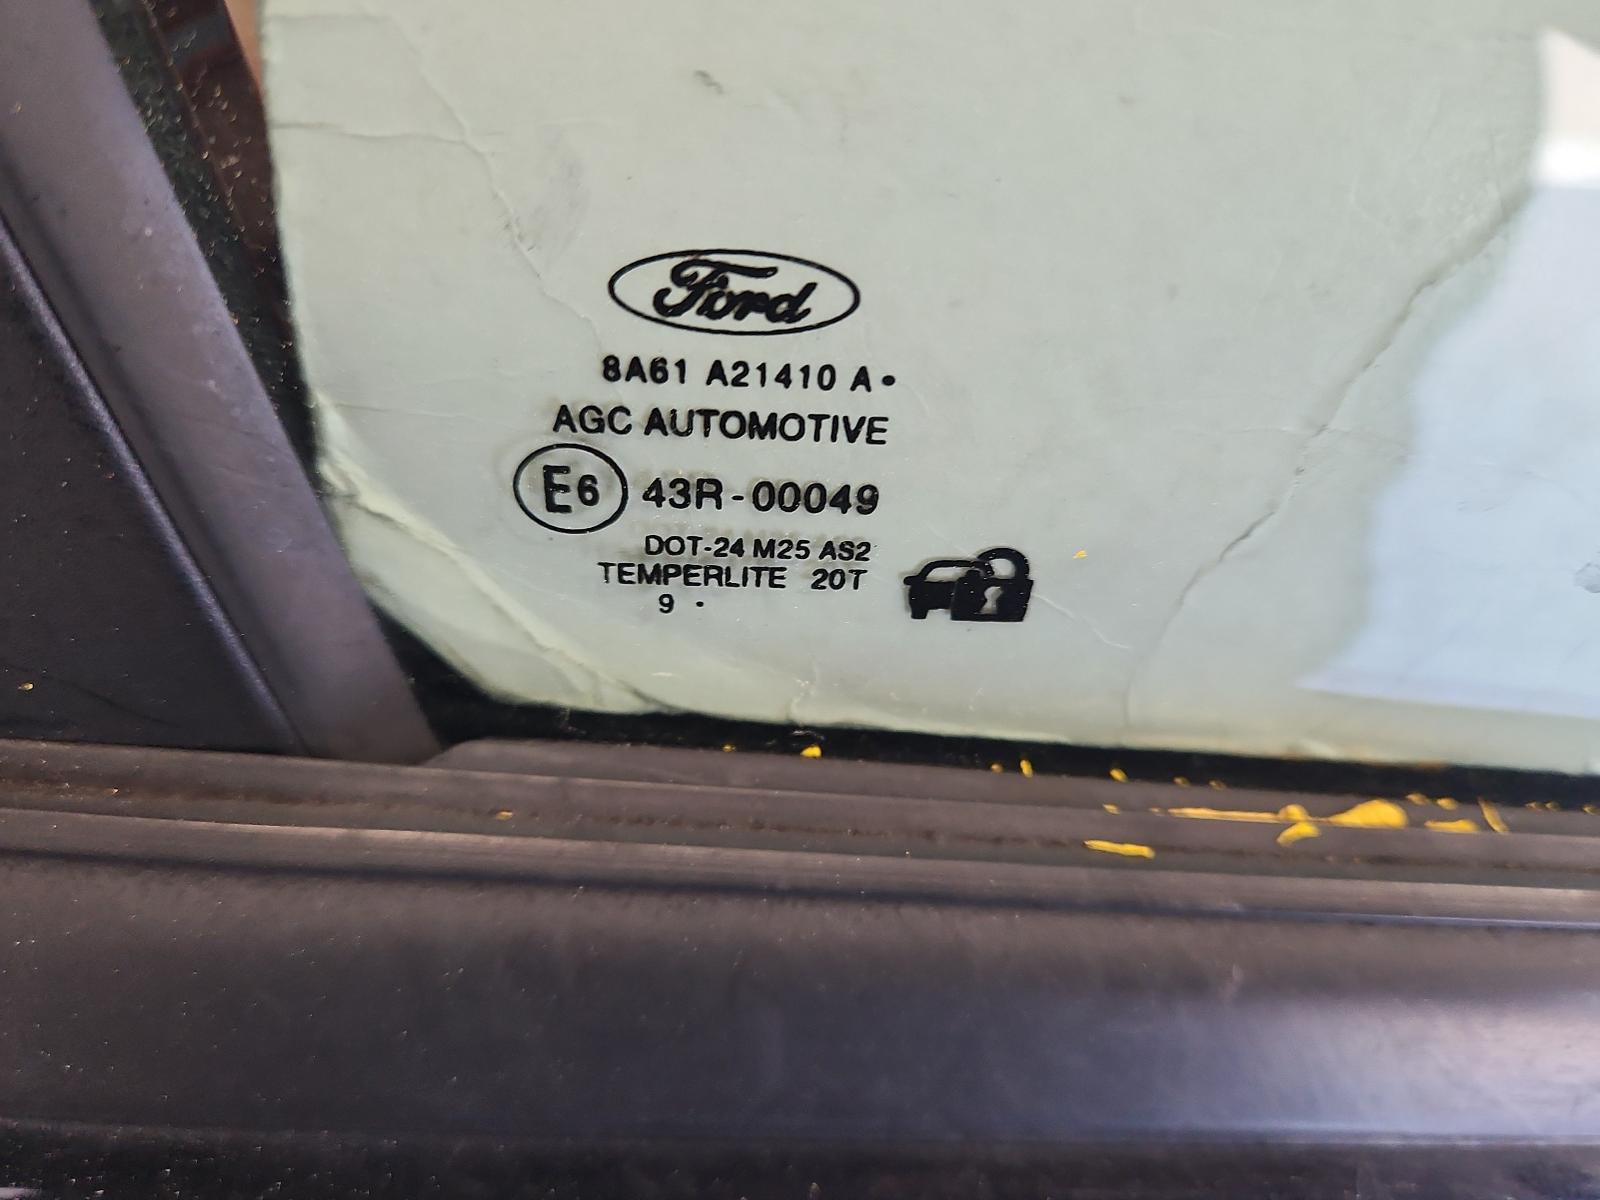 Ford
8A61 A21410 A •
AGC AUTOMOTIVE
E6 43R-00049
DOT-24 M25 AS2
TEMPERLITE 20T
9 •